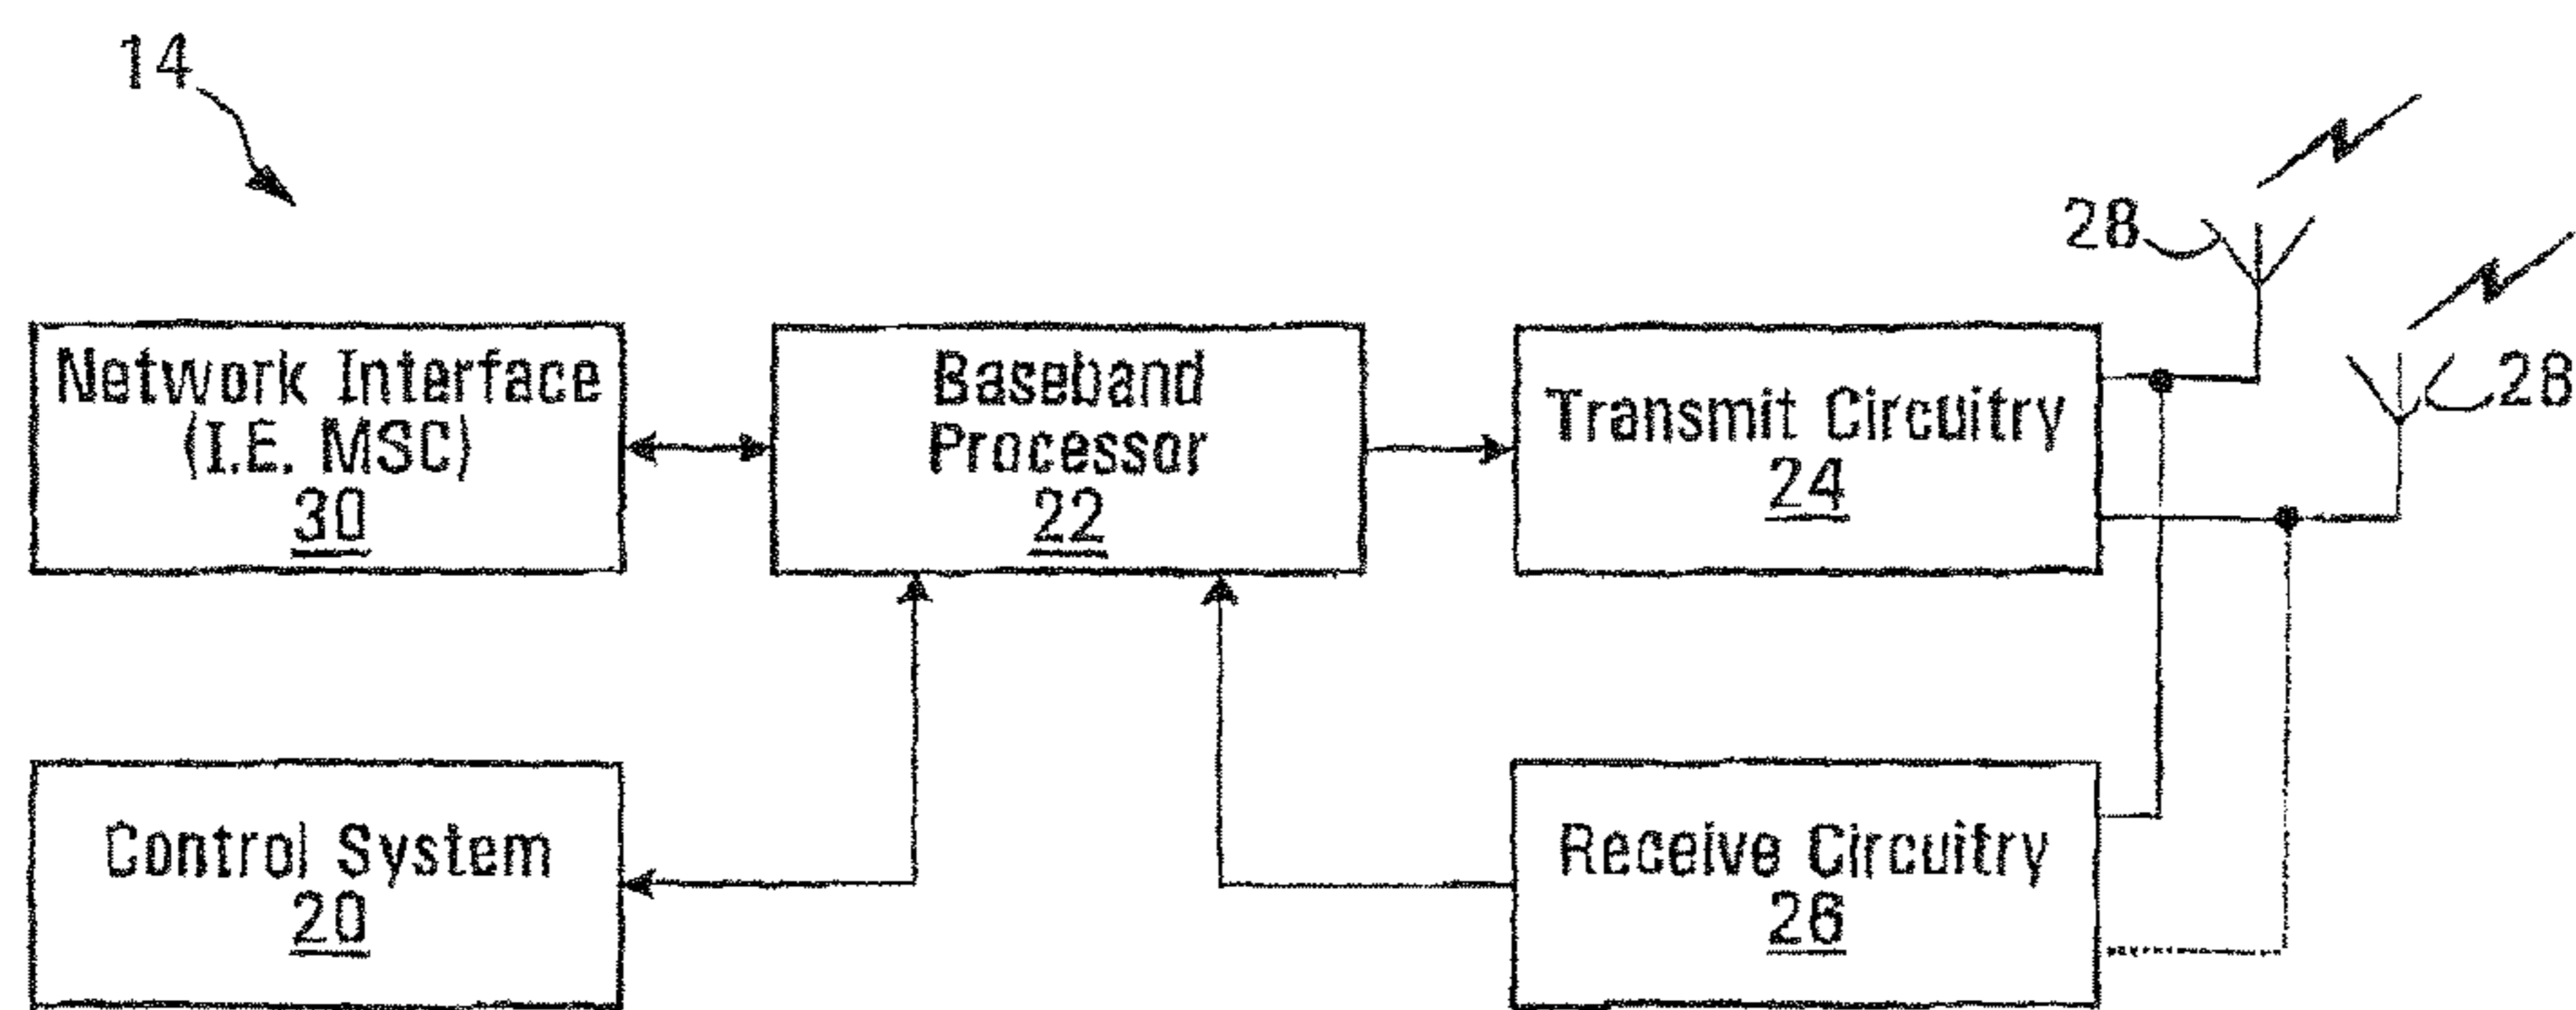 14
28
28
Network Interface
(I.E. MSC)
30
Baseband
Processor
22
Transmit Circuitry
24
Control System
20
Receive Circuitry
26